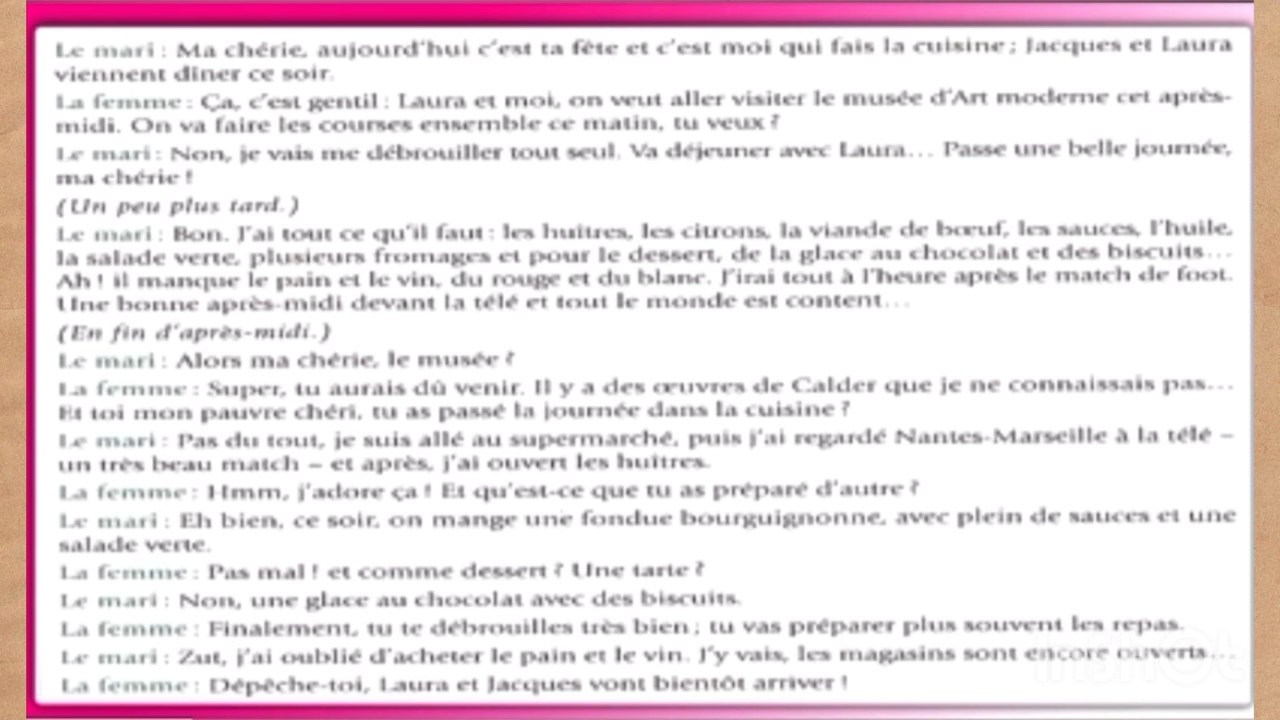 Le mari : Ma chérie, aujourd'hui c'est ta fête et c'est moi qui fais la cuisine ; Jacques et Laura
viennent dîner ce soir.
La femme : Ça, c'est gentil : Laura et moi, on veut aller visiter le musée d'Art moderne cet après-
midi. On va faire les courses ensemble ce matin, tu veux ?
Le mari : Non, je vais me débrouiller tout seul. Va déjeuner avec Laura... Passe une belle journée,
ma chérie !
(Un peu plus tard.)
Le mari : Bon. J'ai tout ce qu'il faut : les huîtres, les citrons, la viande de bœuf, les sauces, l'huile,
la salade verte, plusieurs fromages et pour le dessert, de la glace au chocolat et des biscuits...
Ah ! il manque le pain et le vin, du rouge et du blanc. J'irai tout à l'heure après le match de foot.
Une bonne après-midi devant la télé et tout le monde est content...
(En fin d'après-midi.)
Le mari : Alors ma chérie, le musée ?
La femme : Super, tu aurais dû venir. Il y a des œuvres de Calder que je ne connaissais pas...
Et toi mon pauvre chéri, tu as passé la journée dans la cuisine ?
Le mari : Pas du tout, je suis allé au supermarché, puis j'ai regardé Nantes-Marseille à la télé –
un très beau match – et après, j'ai ouvert les huîtres.
La femme : Hmm, j'adore ça ! Et qu'est-ce que tu as préparé d'autre ?
Le mari : Eh bien, ce soir, on mange une fondue bourguignonne, avec plein de sauces et une
salade verte.
La femme : Pas mal ! et comme dessert ? Une tarte ?
Le mari : Non, une glace au chocolat avec des biscuits.
La femme : Finalement, tu te débrouilles très bien ; tu vas préparer plus souvent les repas.
Le mari : Zut, j'ai oublié d'acheter le pain et le vin. J'y vais, les magasins sont encore ouverts...
La femme : Dépêche-toi, Laura et Jacques vont bientôt arriver !
InShOt